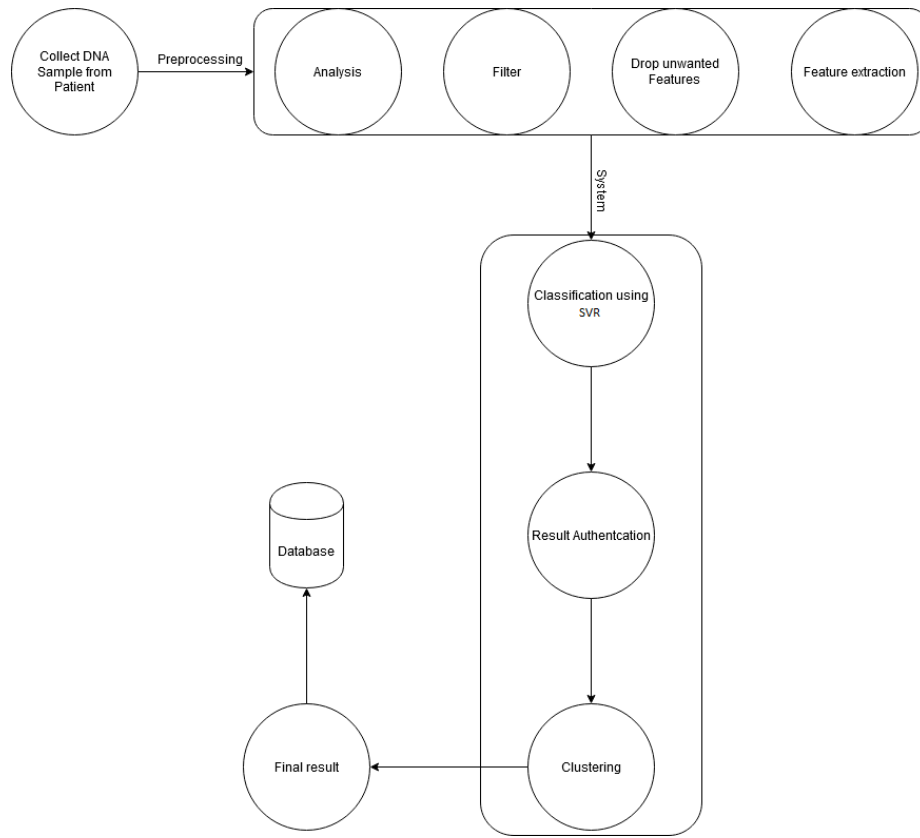 Collect DNA
Sample from
Patient
Preprocessing
Analysis
Filter
Drop unwanted
Features
Feature extraction
System
Classification using
SVR
Result Authentcation
Database
Final result
Clustering